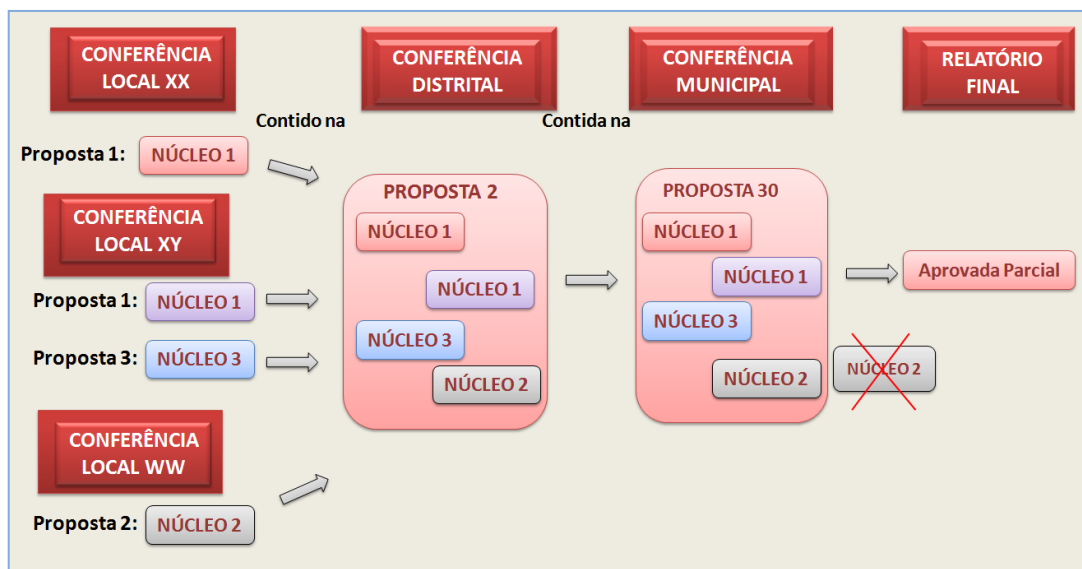 CONFERÊNCIA
LOCAL XX
CONFERÊNCIA
DISTRITAL
CONFERÊNCIA
MUNICIPAL
RELATÓRIO
FINAL
Contido na
Contida na
Proposta 1:
NÚCLEO 1
CONFERÊNCIA
LOCAL XY
Proposta 1:
NÚCLEO 1
Proposta 3:
NÚCLEO 3
CONFERÊNCIA
LOCAL WW
Proposta 2:
NÚCLEO 2
PROPOSTA 2
NÚCLEO 1
NÚCLEO 1
NÚCLEO 3
NÚCLEO 2
PROPOSTA 30
NÚCLEO 1
NÚCLEO 1
NÚCLEO 3
NÚCLEO 2
Aprovada Parcial
NÚCLEO 2